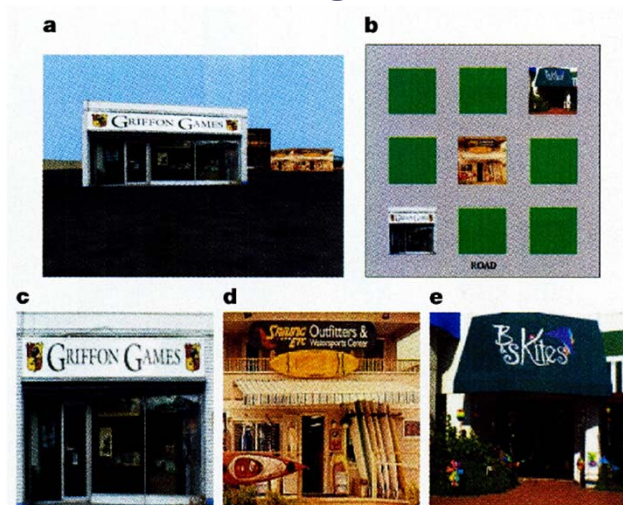 a
GRIFFON GAMES
b
ROAD
c
GRIFFON GAMES
d
Outfitters &
Watersports Center
e
Kites